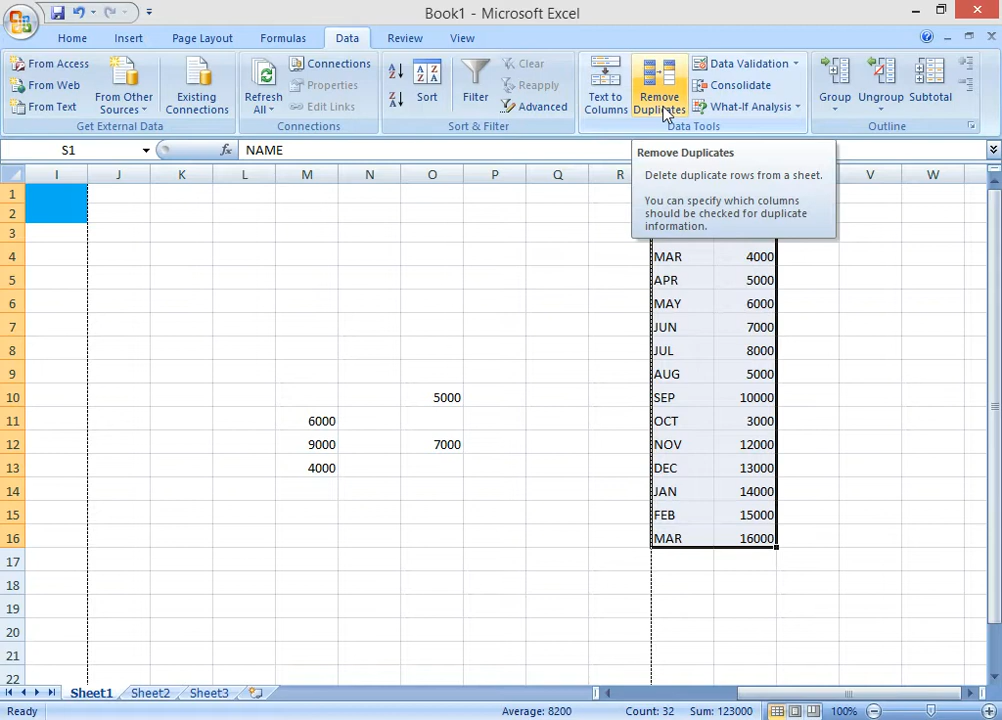 Book1 - Microsoft Excel
Home Insert Page Layout Formulas Data Review View
From Access
From Web
From Text
From Other
Sources
Existing
Connections
Get External Data
Refresh
All
Connections
Properties
Edit Links
Connections
Sort
Filter
Clear
Reapply
Advanced
Sort & Filter
Text to
Columns
Remove
Duplicates
Data Validation
Consolidate
What-If Analysis
Data Tools
Group
Ungroup
Subtotal
Outline
S1 fx NAME
Remove Duplicates
Delete duplicate rows from a sheet.
You can specify which columns
should be checked for duplicate
information.
I J K L M N O P Q R V W
1
2
3
4 MAR 4000
5 APR 5000
6 MAY 6000
7 JUN 7000
8 JUL 8000
9 AUG 5000
10 5000 SEP 10000
11 6000 OCT 3000
12 9000 7000 NOV 12000
13 4000 DEC 13000
14 JAN 14000
15 FEB 15000
16 MAR 16000
17
18
19
20
21
22
Sheet1 Sheet2 Sheet3
Ready Average: 8200 Count: 32 Sum: 123000 100%